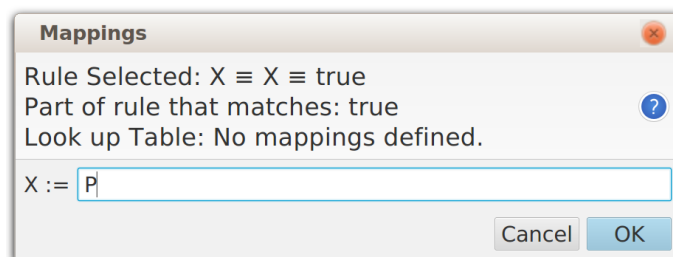 Mappings
Rule Selected: X ≡ X ≡ true
Part of rule that matches: true
?
Look up Table: No mappings defined.
X := P
Cancel OK